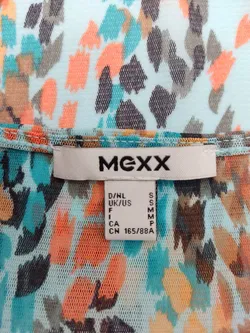 MEXX
D/NL S
UK/US S
F M
I M
CA P
CN 165/88A